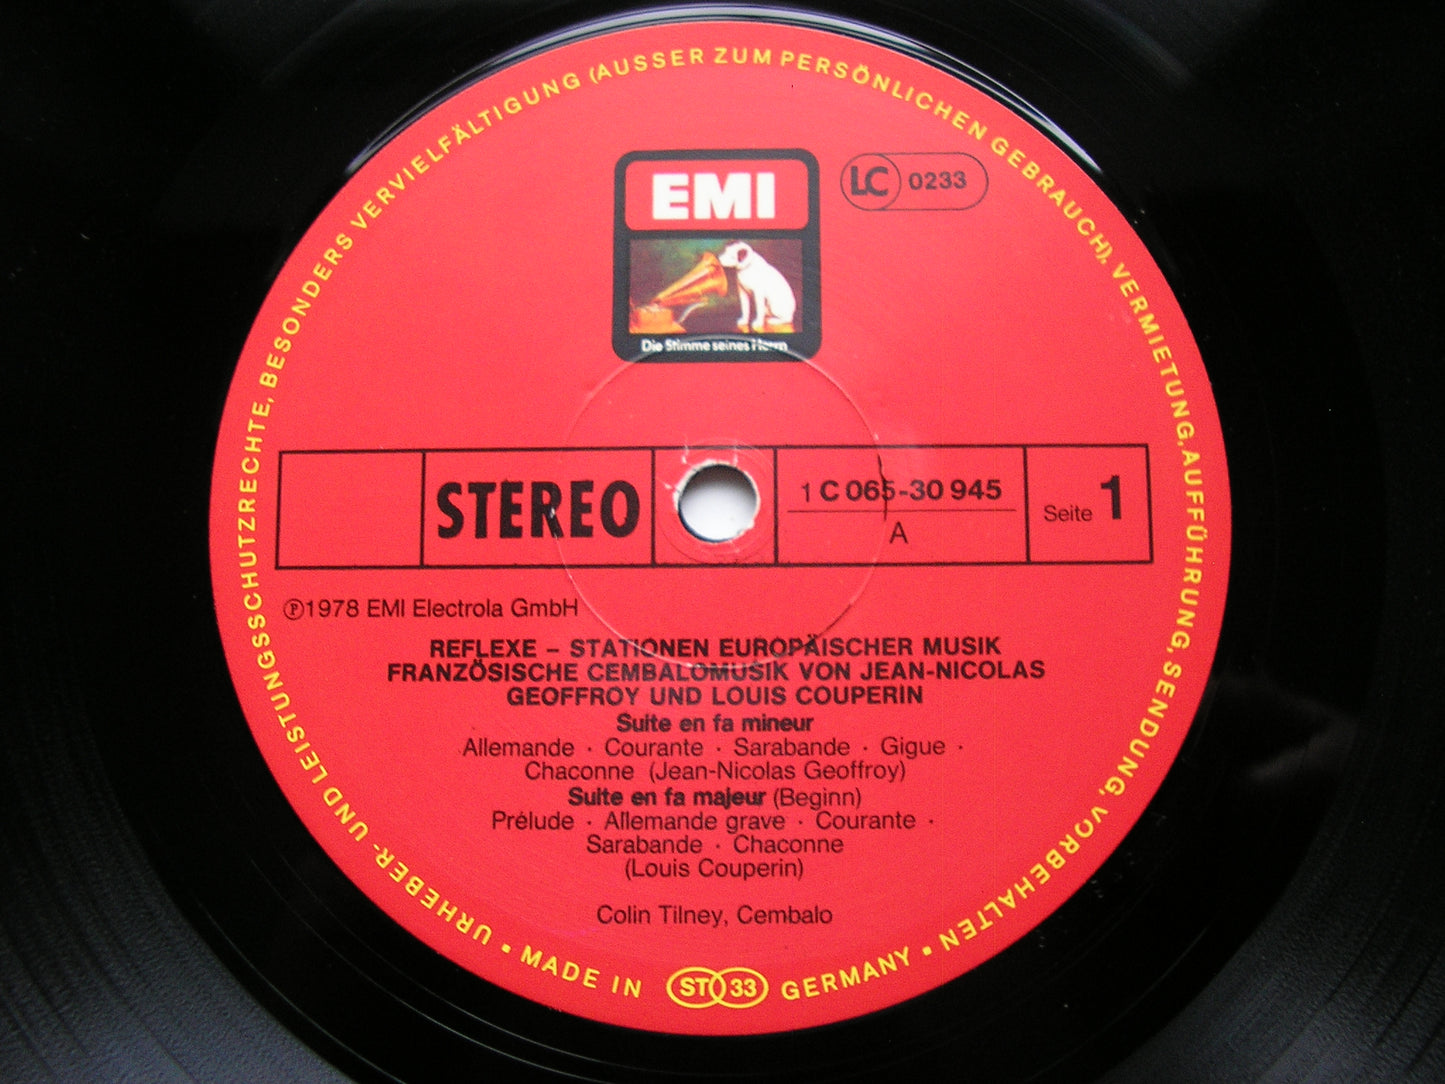 URHEBER- UND LEISTUNGSSCHUTZRECHTE, BESONDERS VERVIELFÄLTIGUNG (AUSSER ZUM PERSÖNLICHEN GEBRAUCH), VERMIETUNG, AUFFÜHRUNG, SENDUNG, VORBEHALTEN
EMI
LC 0233
Die Stimme seines Herrn
STEREO
1 C 065-30 945
A
Seite 1
℗1978 EMI Electrola GmbH
REFLEXE – STATIONEN EUROPÄISCHER MUSIK
FRANZÖSISCHE CEMBALOMUSIK VON JEAN-NICOLAS
GEOFFROY UND LOUIS COUPERIN
Suite en fa mineur
Allemande · Courante · Sarabande · Gigue ·
Chaconne (Jean-Nicolas Geoffroy)
Suite en fa majeur (Beginn)
Prélude · Allemande grave · Courante ·
Sarabande · Chaconne
(Louis Couperin)
Colin Tilney, Cembalo
• MADE IN ST 33 GERMANY •